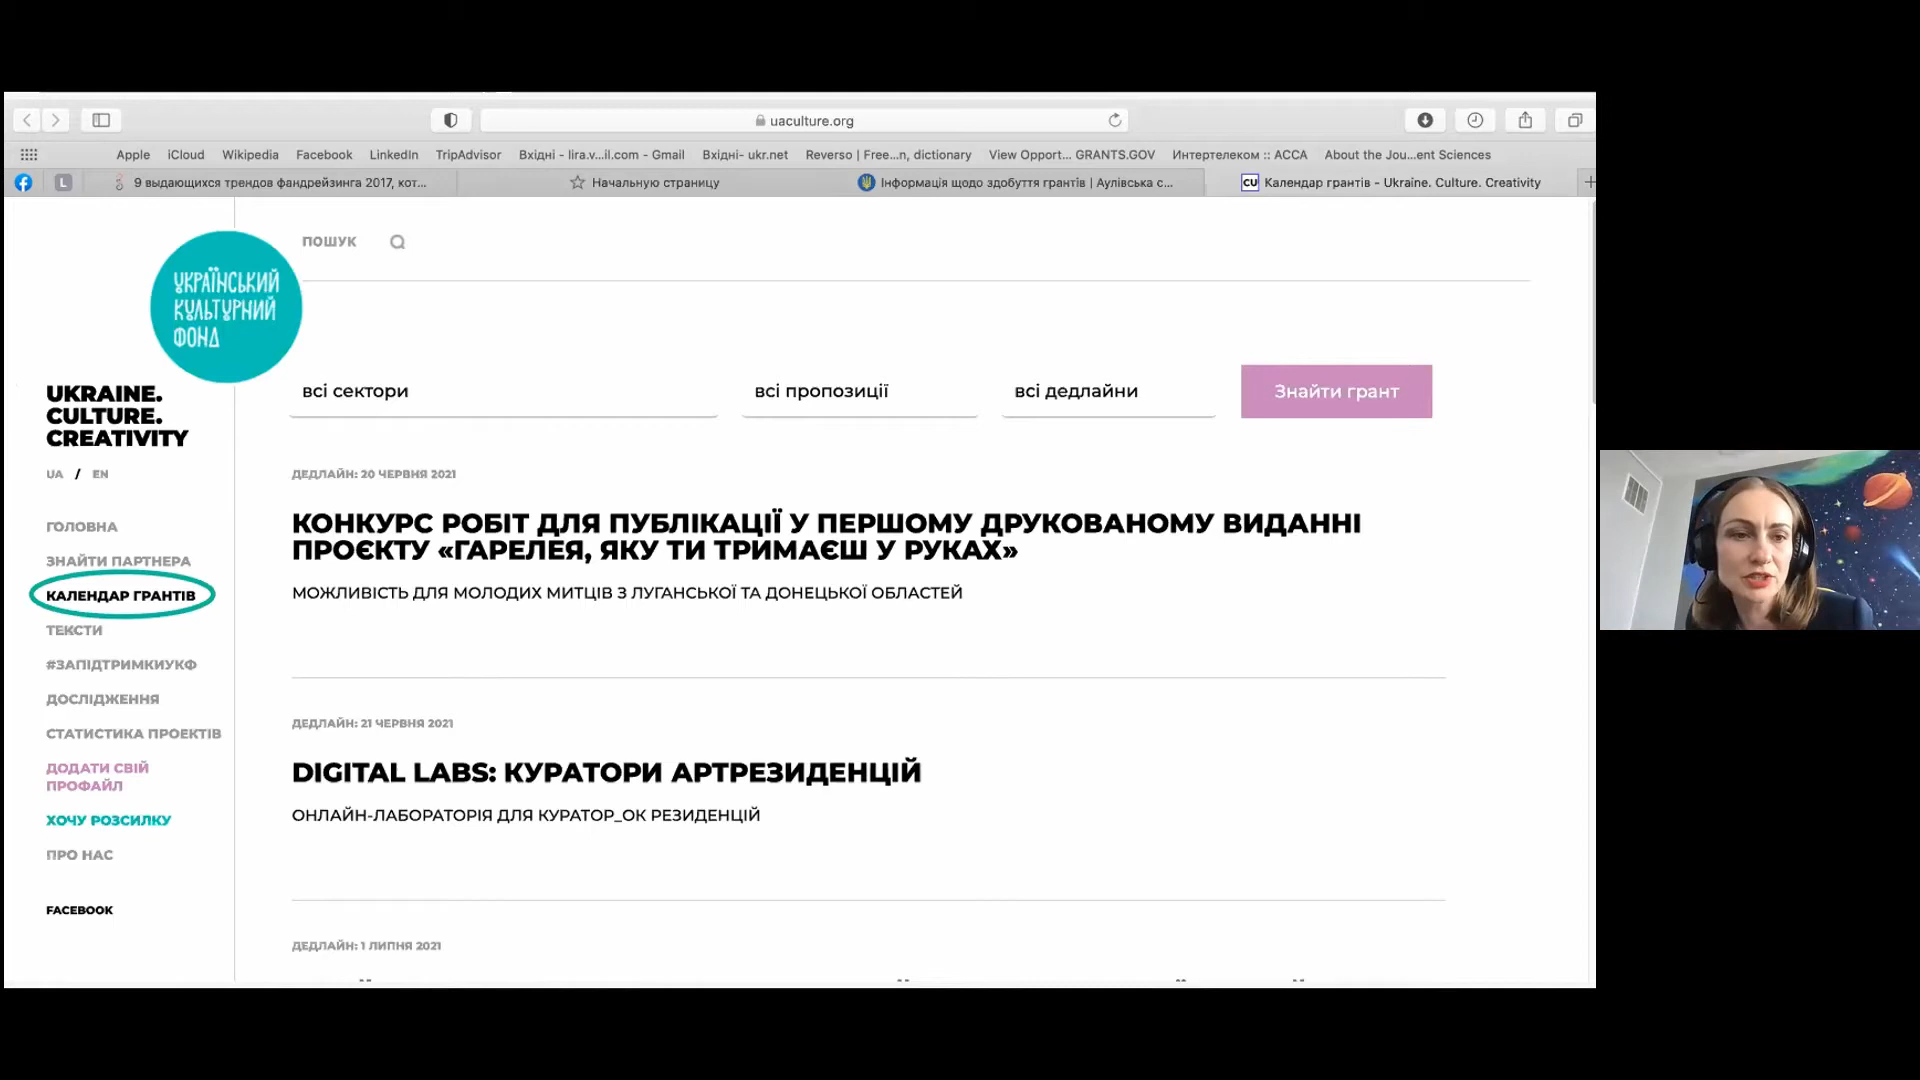 uaculture.org
Apple iCloud Wikipedia Facebook LinkedIn TripAdvisor Вхідні - lira.v...il.com - Gmail Вхідні- ukr.net Reverso | Free...n, dictionary View Opport... GRANTS.GOV Интертелеком :: АССА About the Jou...ent Sciences
L 9 выдающихся трендов фандрейзинга 2017, кот... Начальную страницу Інформація щодо здобуття грантів | Аулівська с... CU Календар грантів - Ukraine. Culture. Creativity
ПОШУК
УКРАЇНСЬКИЙ
КУЛЬТУРНИЙ
ФОНД
UKRAINE.
CULTURE.
CREATIVITY
UA / EN
ГОЛОВНА
ЗНАЙТИ ПАРТНЕРА
КАЛЕНДАР ГРАНТІВ
ТЕКСТИ
#ЗАПІДТРИМКИУКФ
ДОСЛІДЖЕННЯ
СТАТИСТИКА ПРОЕКТІВ
ДОДАТИ СВІЙ
ПРОФАЙЛ
ХОЧУ РОЗСИЛКУ
ПРО НАС
FACEBOOK
всі сектори всі пропозиції всі дедлайни Знайти грант
ДЕДЛАЙН: 20 ЧЕРВНЯ 2021
КОНКУРС РОБІТ ДЛЯ ПУБЛІКАЦІЇ У ПЕРШОМУ ДРУКОВАНОМУ ВИДАННІ
ПРОЄКТУ «ГАРЕЛЕЯ, ЯКУ ТИ ТРИМАЄШ У РУКАХ»
МОЖЛИВІСТЬ ДЛЯ МОЛОДИХ МИТЦІВ З ЛУГАНСЬКОЇ ТА ДОНЕЦЬКОЇ ОБЛАСТЕЙ
ДЕДЛАЙН: 21 ЧЕРВНЯ 2021
DIGITAL LABS: КУРАТОРИ АРТРЕЗИДЕНЦІЙ
ОНЛАЙН-ЛАБОРАТОРІЯ ДЛЯ КУРАТОР_ОК РЕЗИДЕНЦІЙ
ДЕДЛАЙН: 1 ЛИПНЯ 2021